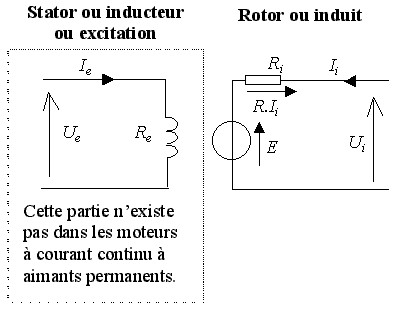 Stator ou inducteur
ou excitation
Rotor ou induit
Ie
Ue
Re
Ri
Ii
R.Ii
E
Ui
Cette partie n’existe
pas dans les moteurs
à courant continu à
aimants permanents.